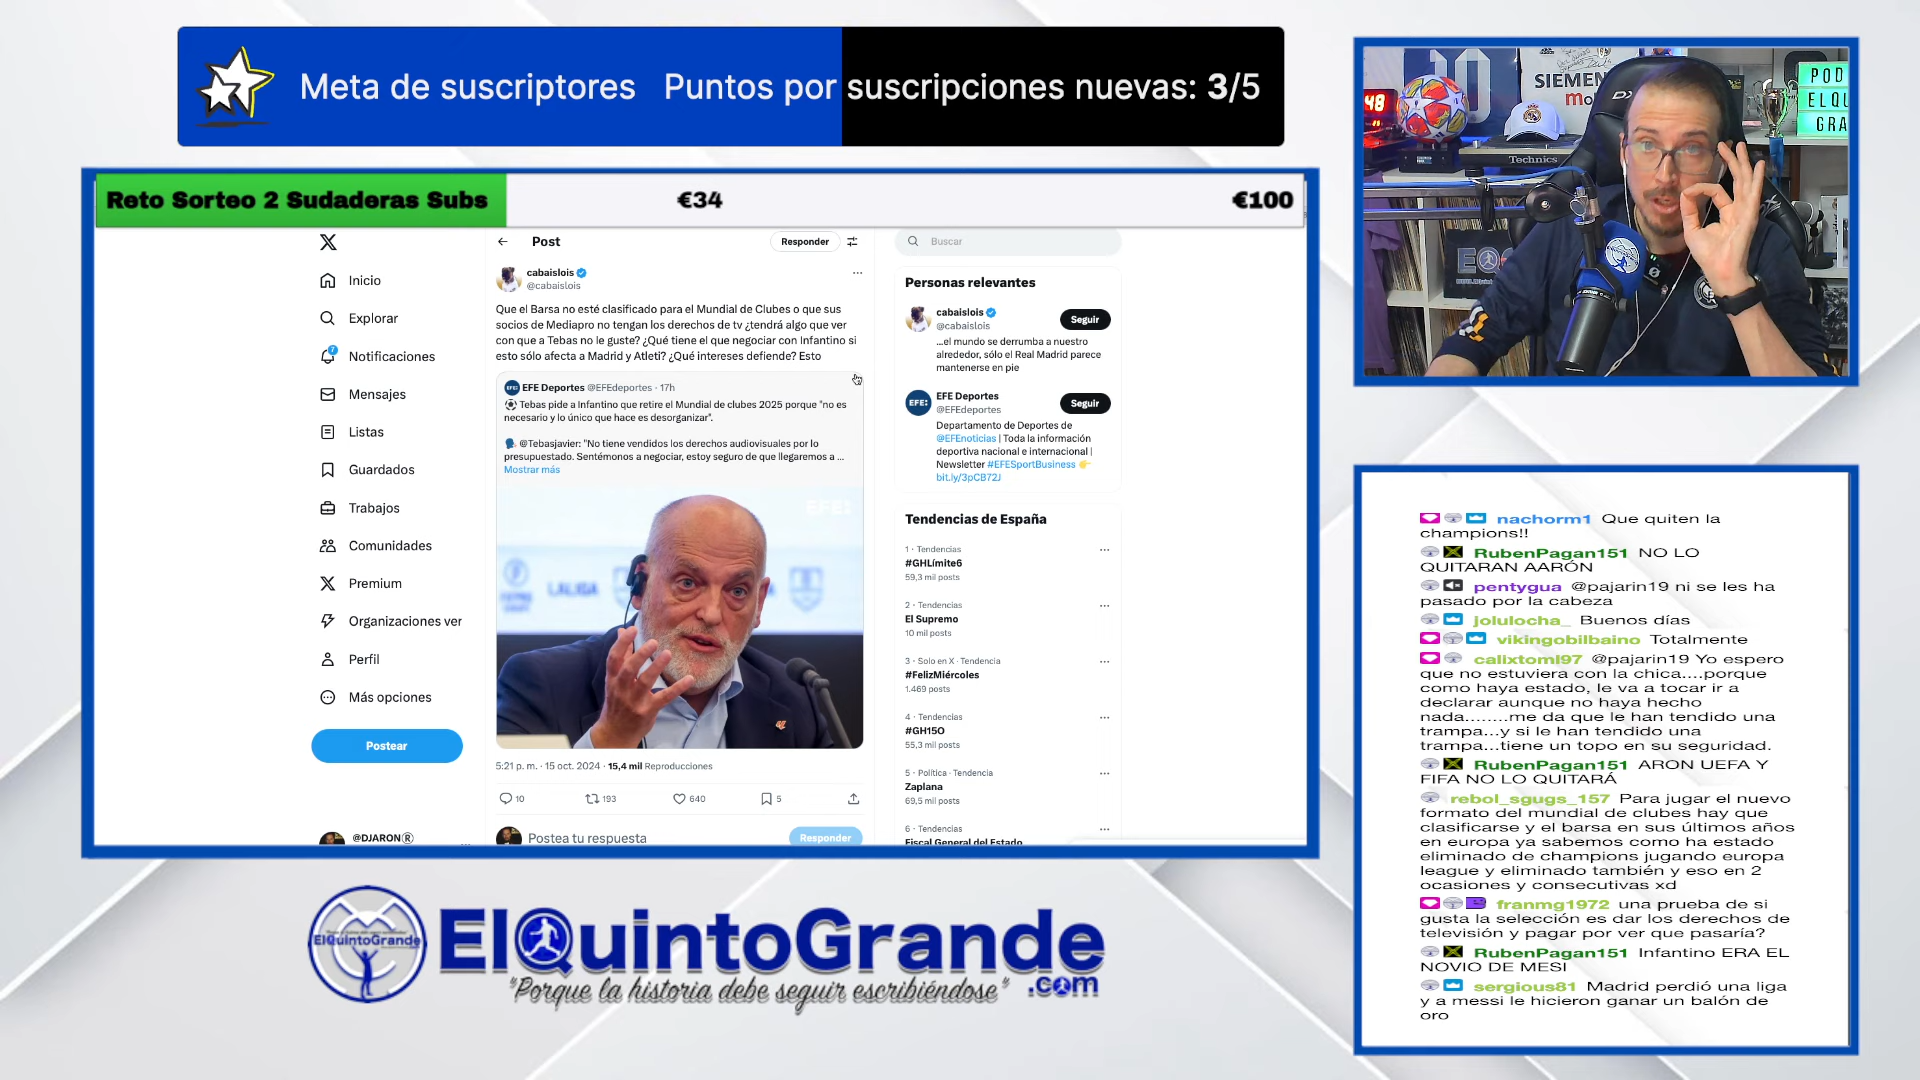 Meta de suscriptores Puntos por suscripciones nuevas: 3/5
Reto Sorteo 2 Sudaderas Subs €34 €100
Post
Responder
Buscar
Inicio
Explorar
Notificaciones
Mensajes
Listas
Guardados
Trabajos
Comunidades
Premium
Organizaciones ver
Perfil
Más opciones
Postear
@DJARON®
cabaislois
@cabaislois
Que el Barsa no esté clasificado para el Mundial de Clubes o que sus
socios de Mediapro no tengan los derechos de tv ¿tendrá algo que ver
con que a Tebas no le guste? ¿Qué tiene el que negociar con Infantino si
esto sólo afecta a Madrid y Atleti? ¿Qué intereses defiende? Esto
EFE: EFE Deportes @EFEdeportes · 17h
Tebas pide a Infantino que retire el Mundial de clubes 2025 porque "no es
necesario y lo único que hace es desorganizar".
@Tebasjavier: "No tiene vendidos los derechos audiovisuales por lo
presupuestado. Sentémonos a negociar, estoy seguro de que llegaremos a ...
Mostrar más
EFE:
LALIGA
5:21 p. m. · 15 oct. 2024 · 15,4 mil Reproducciones
10 193 640 5
Postea tu respuesta
Responder
Personas relevantes
cabaislois
@cabaislois
Seguir
...el mundo se derrumba a nuestro
alrededor, sólo el Real Madrid parece
mantenerse en pie
EFE:
EFE Deportes
@EFEdeportes
Seguir
Departamento de Deportes de
@EFEnoticias | Toda la información
deportiva nacional e internacional |
Newsletter #EFESportBusiness
bit.ly/3pCB72J
Tendencias de España
1 · Tendencias
#GHLímite6
59,3 mil posts
2 · Tendencias
El Supremo
10 mil posts
3 · Solo en X · Tendencia
#FelizMiércoles
1.469 posts
4 · Tendencias
#GH15O
55,3 mil posts
5 · Política · Tendencia
Zaplana
69,5 mil posts
6 · Tendencias
Fiscal General del Estado
48
SIEMEN
mo
Technics
DX
POD
ELQU
GRA
EQG
nachorm1 Que quiten la
champions!!
RubenPagan151 NO LO
QUITARAN AARÓN
pentygua @pajarin19 ni se les ha
pasado por la cabeza
jolulocha_ Buenos días
vikingobilbaino Totalmente
calixtoml97 @pajarin19 Yo espero
que no estuviera con la chica....porque
como haya estado, le va a tocar ir a
declarar aunque no haya hecho
nada........me da que le han tendido una
trampa...y si le han tendido una
trampa...tiene un topo en su seguridad.
RubenPagan151 ARON UEFA Y
FIFA NO LO QUITARÁ
rebol_sgugs_157 Para jugar el nuevo
formato del mundial de clubes hay que
clasificarse y el barsa en sus últimos años
en europa ya sabemos como ha estado
eliminado de champions jugando europa
league y eliminado también y eso en 2
ocasiones y consecutivas xd
franmg1972 una prueba de si
gusta la selección es dar los derechos de
televisión y pagar por ver que pasaría?
RubenPagan151 Infantino ERA EL
NOVIO DE MESI
sergious81 Madrid perdió una liga
y a messi le hicieron ganar un balón de
oro
ElQuintoGrande
ElQuintoGrande
"Porque la historia debe seguir escribiéndose" .com